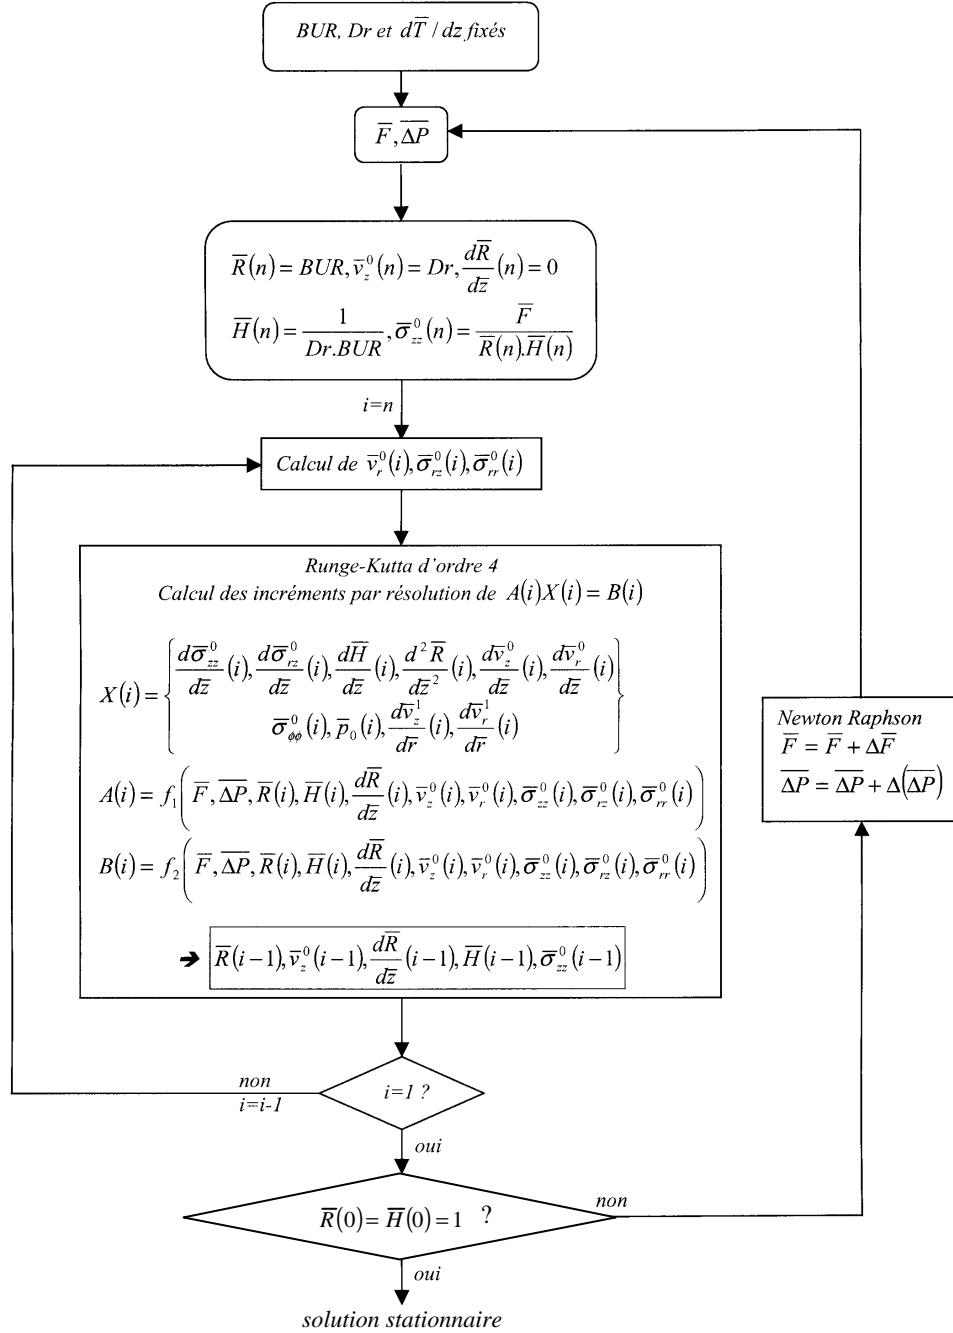 BUR, Dr et dT̅ / dz fixés
F̅, Δ̅P̅
R̅(n) = BUR, v̅_z^0(n) = Dr, dR̅/dz̅ (n) = 0
H̅(n) = 1/(Dr.BUR), σ̅_zz^0(n) = F̅/(R̅(n).H̅(n))
i=n
Calcul de v̅_r^0(i), σ̅_rz^0(i), σ̅_rr^0(i)
Runge-Kutta d'ordre 4
Calcul des incréments par résolution de A(i)X(i) = B(i)
X(i) = { dσ̅_zz^0/dz̅ (i), dσ̅_rz^0/dz̅ (i), dH̅/dz̅ (i), d²R̅/dz̅² (i), dv̅_z^0/dz̅ (i), dv̅_r^0/dz̅ (i)
σ̅_ϕϕ^0(i), p̅_0(i), dv̅_z^1/dr̅ (i), dv̅_r^1/dr̅ (i) }
A(i) = f_1( F̅, Δ̅P̅, R̅(i), H̅(i), dR̅/dz̅ (i), v̅_z^0(i), v̅_r^0(i), σ̅_zz^0(i), σ̅_rz^0(i), σ̅_rr^0(i) )
B(i) = f_2( F̅, Δ̅P̅, R̅(i), H̅(i), dR̅/dz̅ (i), v̅_z^0(i), v̅_r^0(i), σ̅_zz^0(i), σ̅_rz^0(i), σ̅_rr^0(i) )
➔ R̅(i−1), v̅_z^0(i−1), dR̅/dz̅ (i−1), H̅(i−1), σ̅_zz^0(i−1)
Newton Raphson
F̅ = F̅ + ΔF̅
Δ̅P̅ = Δ̅P̅ + Δ(Δ̅P̅)
i=1 ?
non
i=i-1
oui
R̅(0) = H̅(0) = 1 ?
non
oui
solution stationnaire